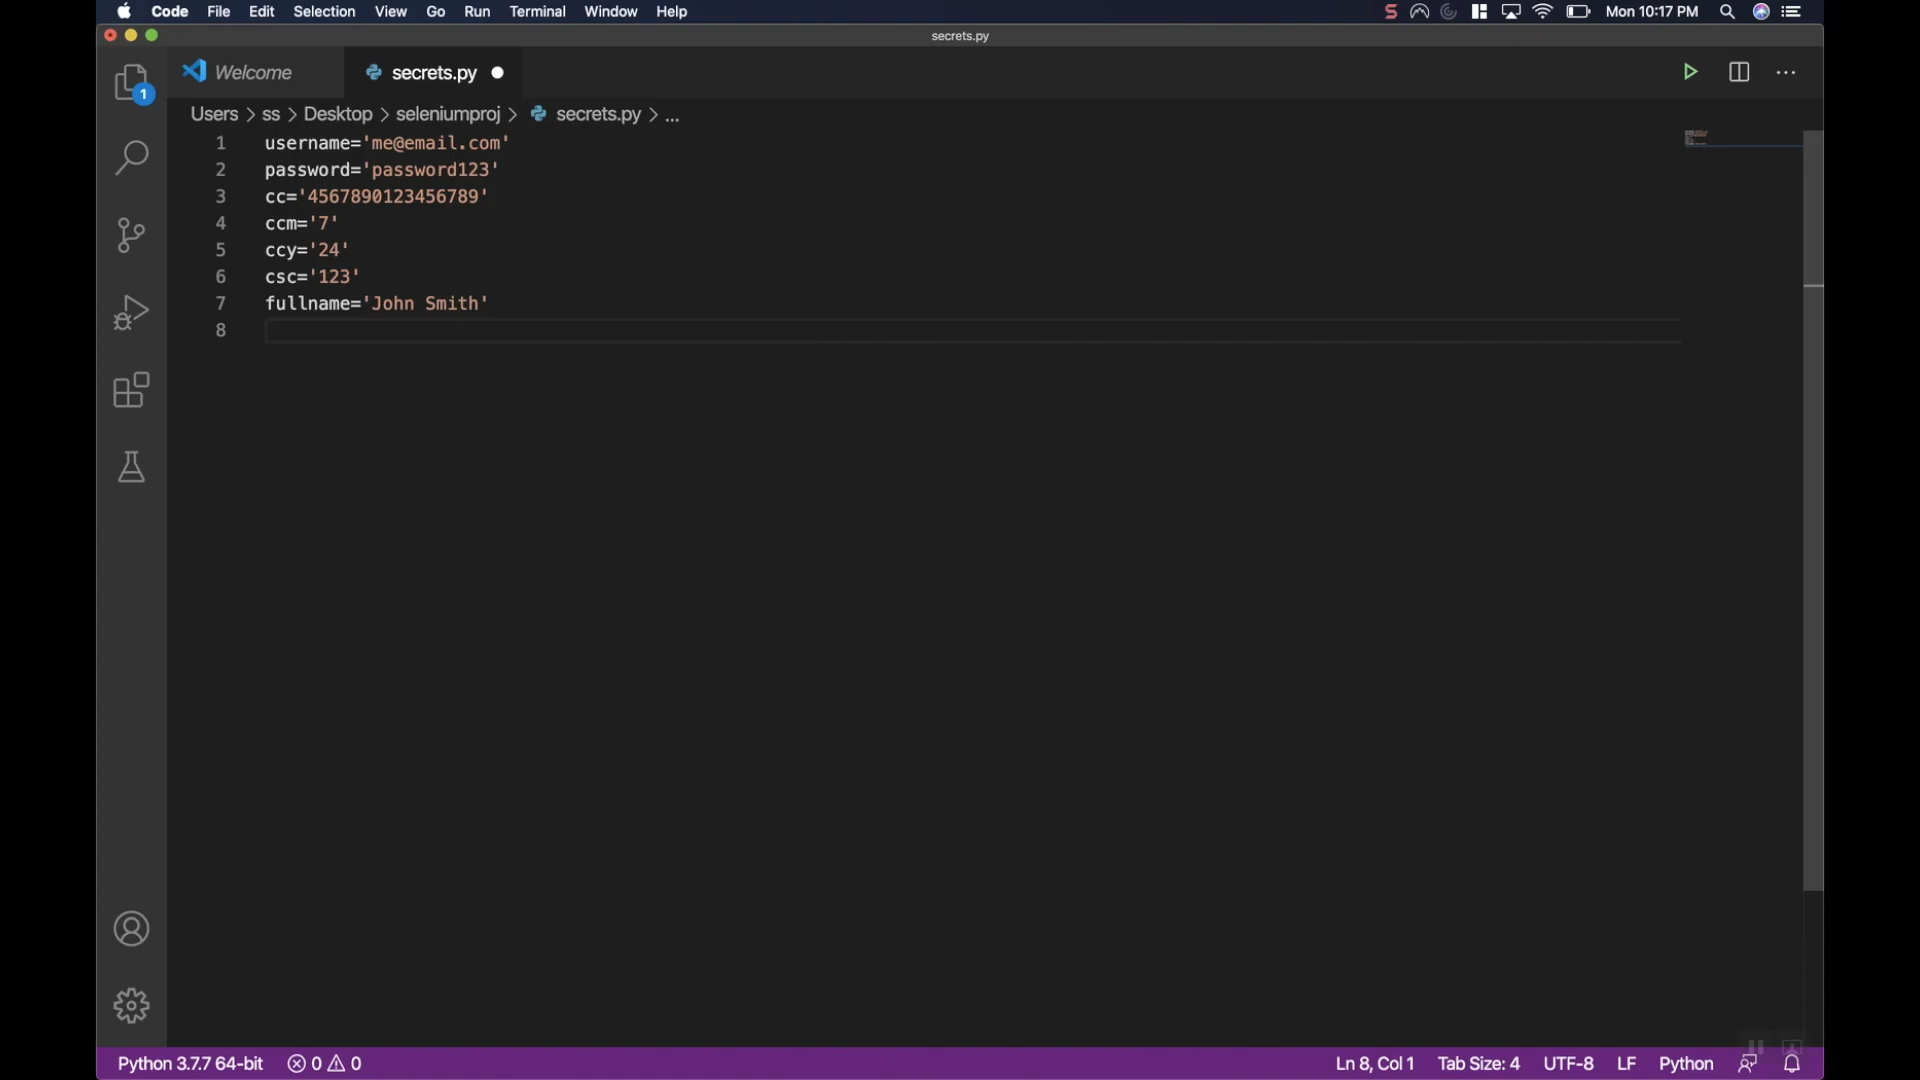 Code File Edit Selection View Go Run Terminal Window Help Mon 10:17 PM
secrets.py
Welcome secrets.py
1
Users > ss > Desktop > seleniumproj > secrets.py > ...
1 username='me@email.com'
2 password='password123'
3 cc='4567890123456789'
4 ccm='7'
5 ccy='24'
6 csc='123'
7 fullname='John Smith'
8
Python 3.7.7 64-bit 0 0 Ln 8, Col 1 Tab Size: 4 UTF-8 LF Python